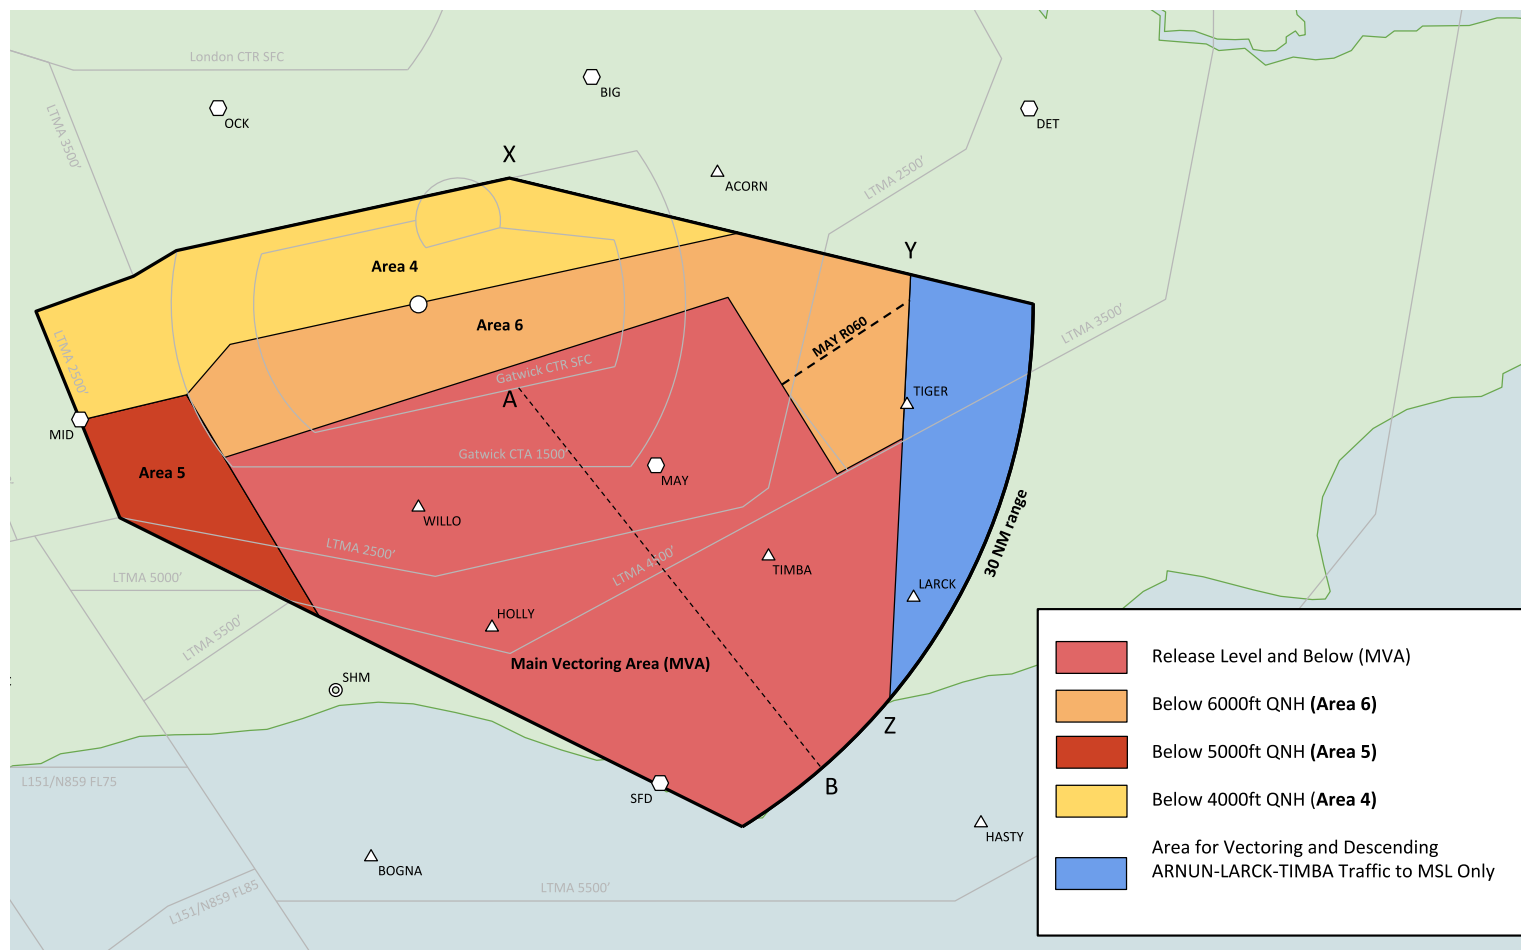 London CTR SFC
BIG
OCK
DET
LTMA 3500’
X
ACORN
LTMA 2500’
Y
Area 4
LTMA 3500’
Area 6
MAY R060
LTMA 2500’
Gatwick CTR SFC
A
TIGER
MID
Gatwick CTA 1500’
Area 5
MAY
WILLO
30 NM range
LTMA 2500’
LTMA 4500’
TIMBA
LTMA 5000’
LARCK
HOLLY
LTMA 5500’
Main Vectoring Area (MVA)
SHM
Z
L151/N859 FL75
B
SFD
HASTY
BOGNA
LTMA 5500’
L151/N859 FL85
Release Level and Below (MVA)
Below 6000ft QNH (Area 6)
Below 5000ft QNH (Area 5)
Below 4000ft QNH (Area 4)
Area for Vectoring and Descending
ARNUN-LARCK-TIMBA Traffic to MSL Only